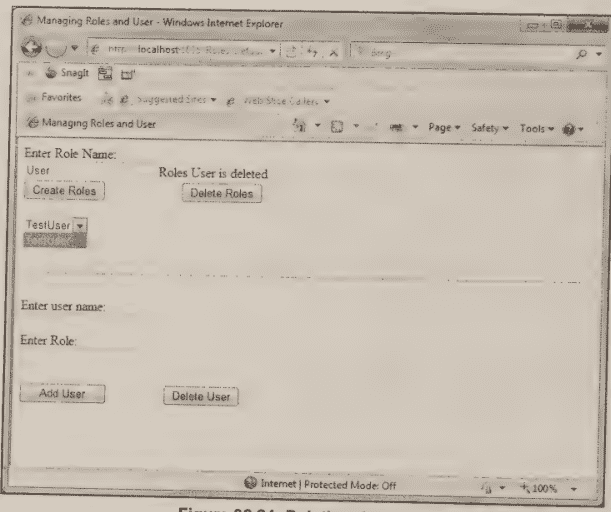 Managing Roles and User - Windows Internet Explorer
localhost
SnagIt
Favorites Suggested Sites Web Slice Gallery
Managing Roles and User Page Safety Tools
Enter Role Name:
User Roles User is deleted
Create Roles Delete Roles
TestUser
Enter user name:
Enter Role:
Add User Delete User
Internet | Protected Mode: Off 100%